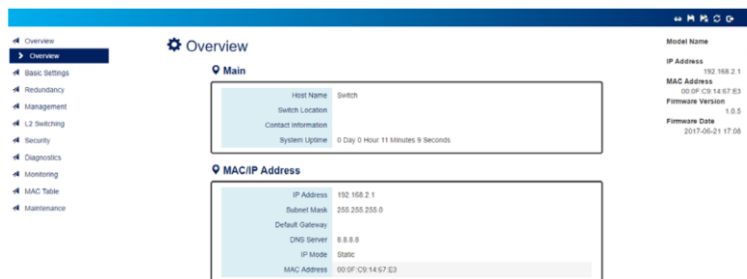 Overview
Overview
Basic Settings
Redundancy
Management
L2 Switching
Security
Diagnostics
Monitoring
MAC Table
Maintenance
Overview
Main
Host Name Switch
Switch Location
Contact Information
System Uptime 0 Day 0 Hour 11 Minutes 9 Seconds.
MAC/IP Address
IP Address 192.168.2.1
Subnet Mask 255.255.255.0
Default Gateway
DNS Server 8.8.8.8
IP Mode Static
MAC Address 00:0F:C9:14:67:E3
Model Name
IP Address
192.168.2.1
MAC Address
00:0F:C9:14:67:E3
Firmware Version
1.0.5
Firmware Date
2017-06-21 17:08